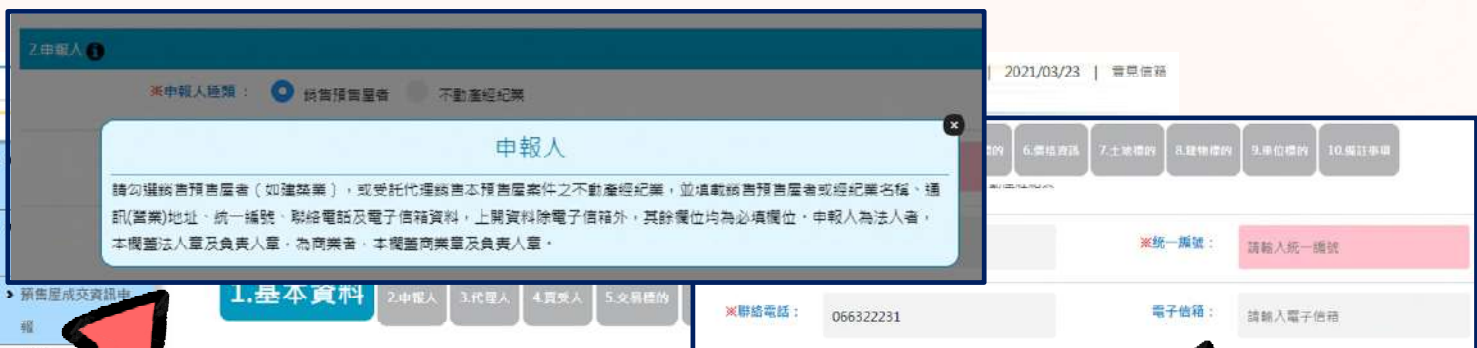 2.申報人
※申報人種類： 銷售預售屋者 不動產經紀業
| 2021/03/23 | 意見信箱
申報人
請勾選銷售預售屋者（如建築業），或受託代理銷售本預售屋案件之不動產經紀業，並填載銷售預售屋者或經紀業名稱、通
訊(營業)地址、統一編號、聯絡電話及電子信箱資料，上開資料除電子信箱外，其餘欄位均為必填欄位。申報人為法人者，
本欄蓋法人章及負責人章，為商業者，本欄蓋商業章及負責人章。
6.價格資訊 7.土地標的 8.建物標的 9.車位標的 10.備註事項
※統一編號： 請輸入統一編號
預售屋成交資訊申
報
1.基本資料 2.申報人 3.代理人 4.買受人 5.交易標的
※聯絡電話： 066322231 電子信箱： 請輸入電子信箱